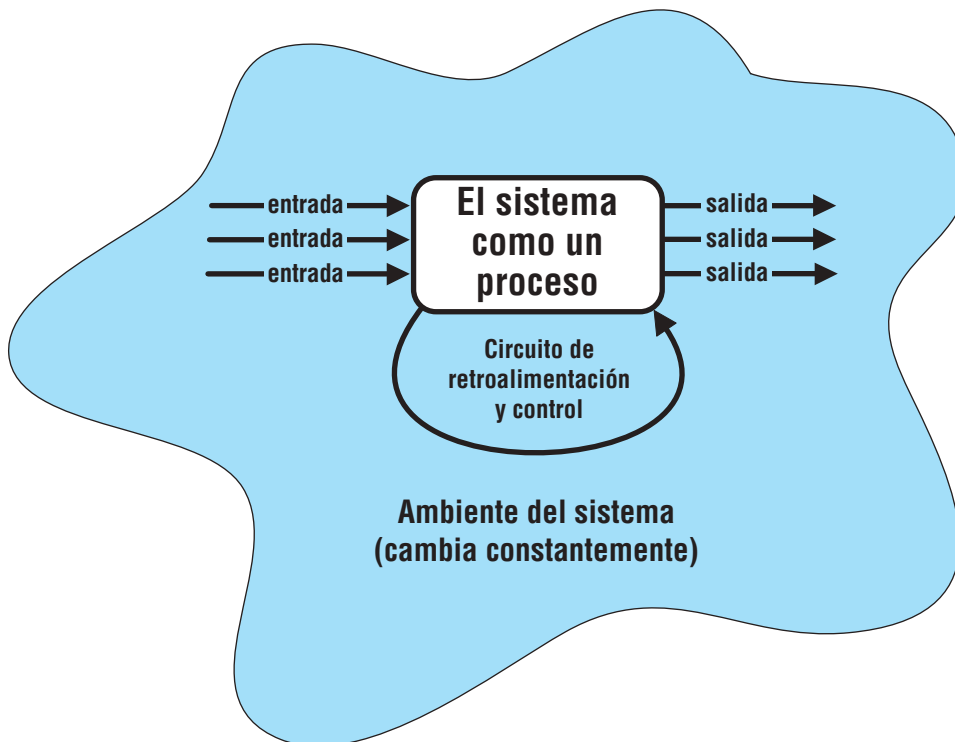 entrada
entrada
entrada
El sistema
como un
proceso
salida
salida
salida
Circuito de
retroalimentación
y control
Ambiente del sistema
(cambia constantemente)